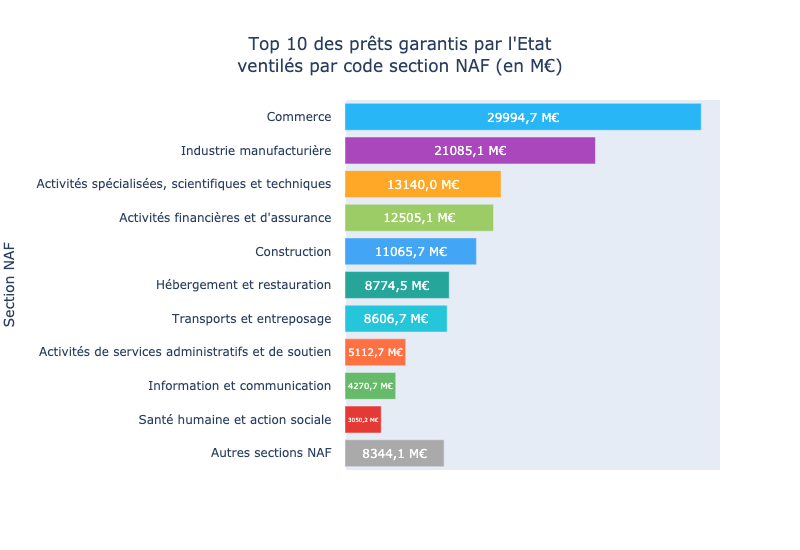 Top 10 des prêts garantis par l'Etat
ventilés par code section NAF (en M€)
Section NAF
Commerce 29994,7 M€
Industrie manufacturière 21085,1 M€
Activités spécialisées, scientifiques et techniques 13140,0 M€
Activités financières et d'assurance 12505,1 M€
Construction 11065,7 M€
Hébergement et restauration 8774,5 M€
Transports et entreposage 8606,7 M€
Activités de services administratifs et de soutien 5112,7 M€
Information et communication 4270,7 M€
Santé humaine et action sociale 3050,2 M€
Autres sections NAF 8344,1 M€